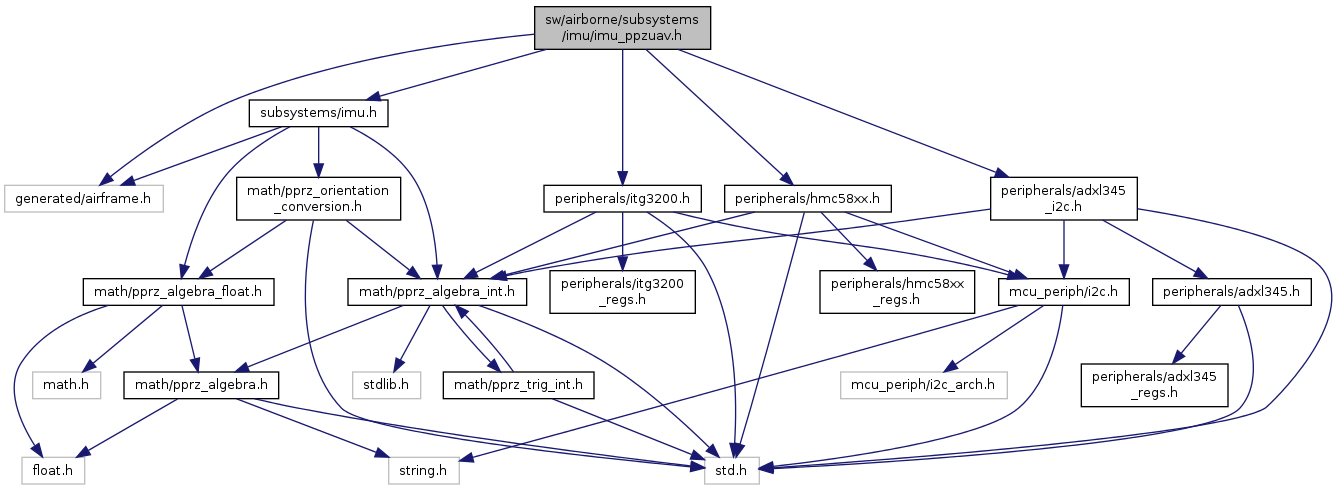 sw/airborne/subsystems
/imu/imu_ppzuav.h
subsystems/imu.h
generated/airframe.h
math/pprz_orientation
_conversion.h
peripherals/itg3200.h
peripherals/hmc58xx.h
peripherals/adxl345
_i2c.h
math/pprz_algebra_float.h
math/pprz_algebra_int.h
peripherals/itg3200
_regs.h
peripherals/hmc58xx
_regs.h
mcu_periph/i2c.h
peripherals/adxl345.h
math.h
math/pprz_algebra.h
stdlib.h
math/pprz_trig_int.h
mcu_periph/i2c_arch.h
peripherals/adxl345
_regs.h
float.h
string.h
std.h